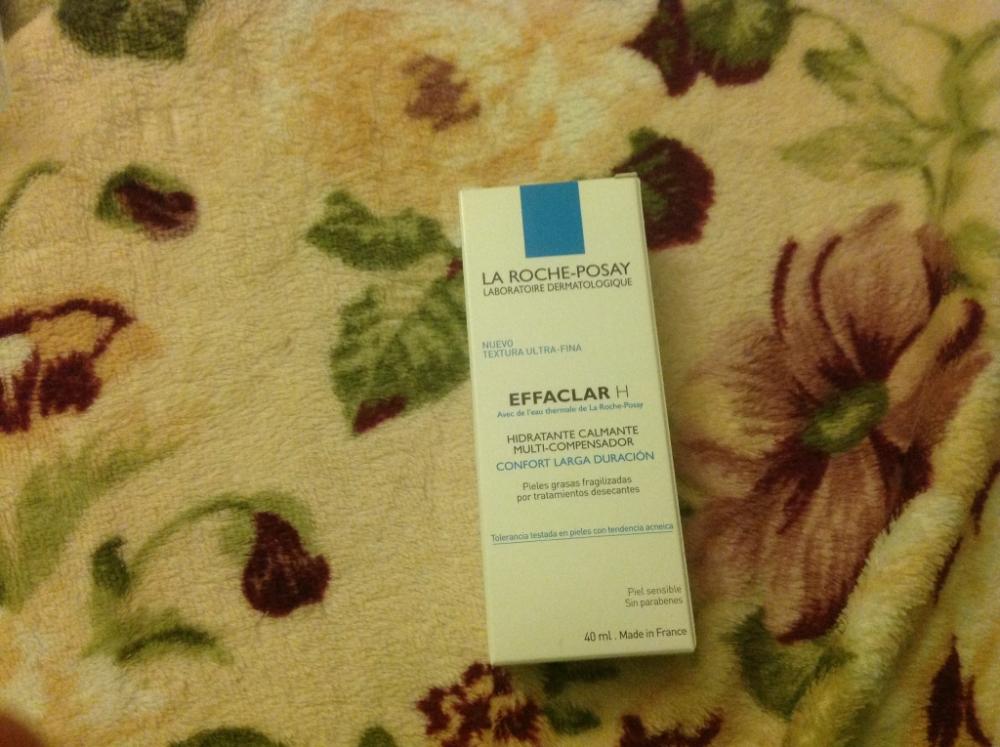 LA ROCHE-POSAY
LABORATOIRE DERMATOLOGIQUE
NUEVO
TEXTURA ULTRA-FINA
EFFACLAR H
Avec de l'eau thermale de La Roche-Posay
HIDRATANTE CALMANTE
MULTI-COMPENSADOR
CONFORT LARGA DURACIÓN
Pieles grasas fragilizadas
por tratamientos desecantes
Tolerancia testada en pieles con tendencia acneica
Piel sensible
Sin parabenes
40 ml . Made in France